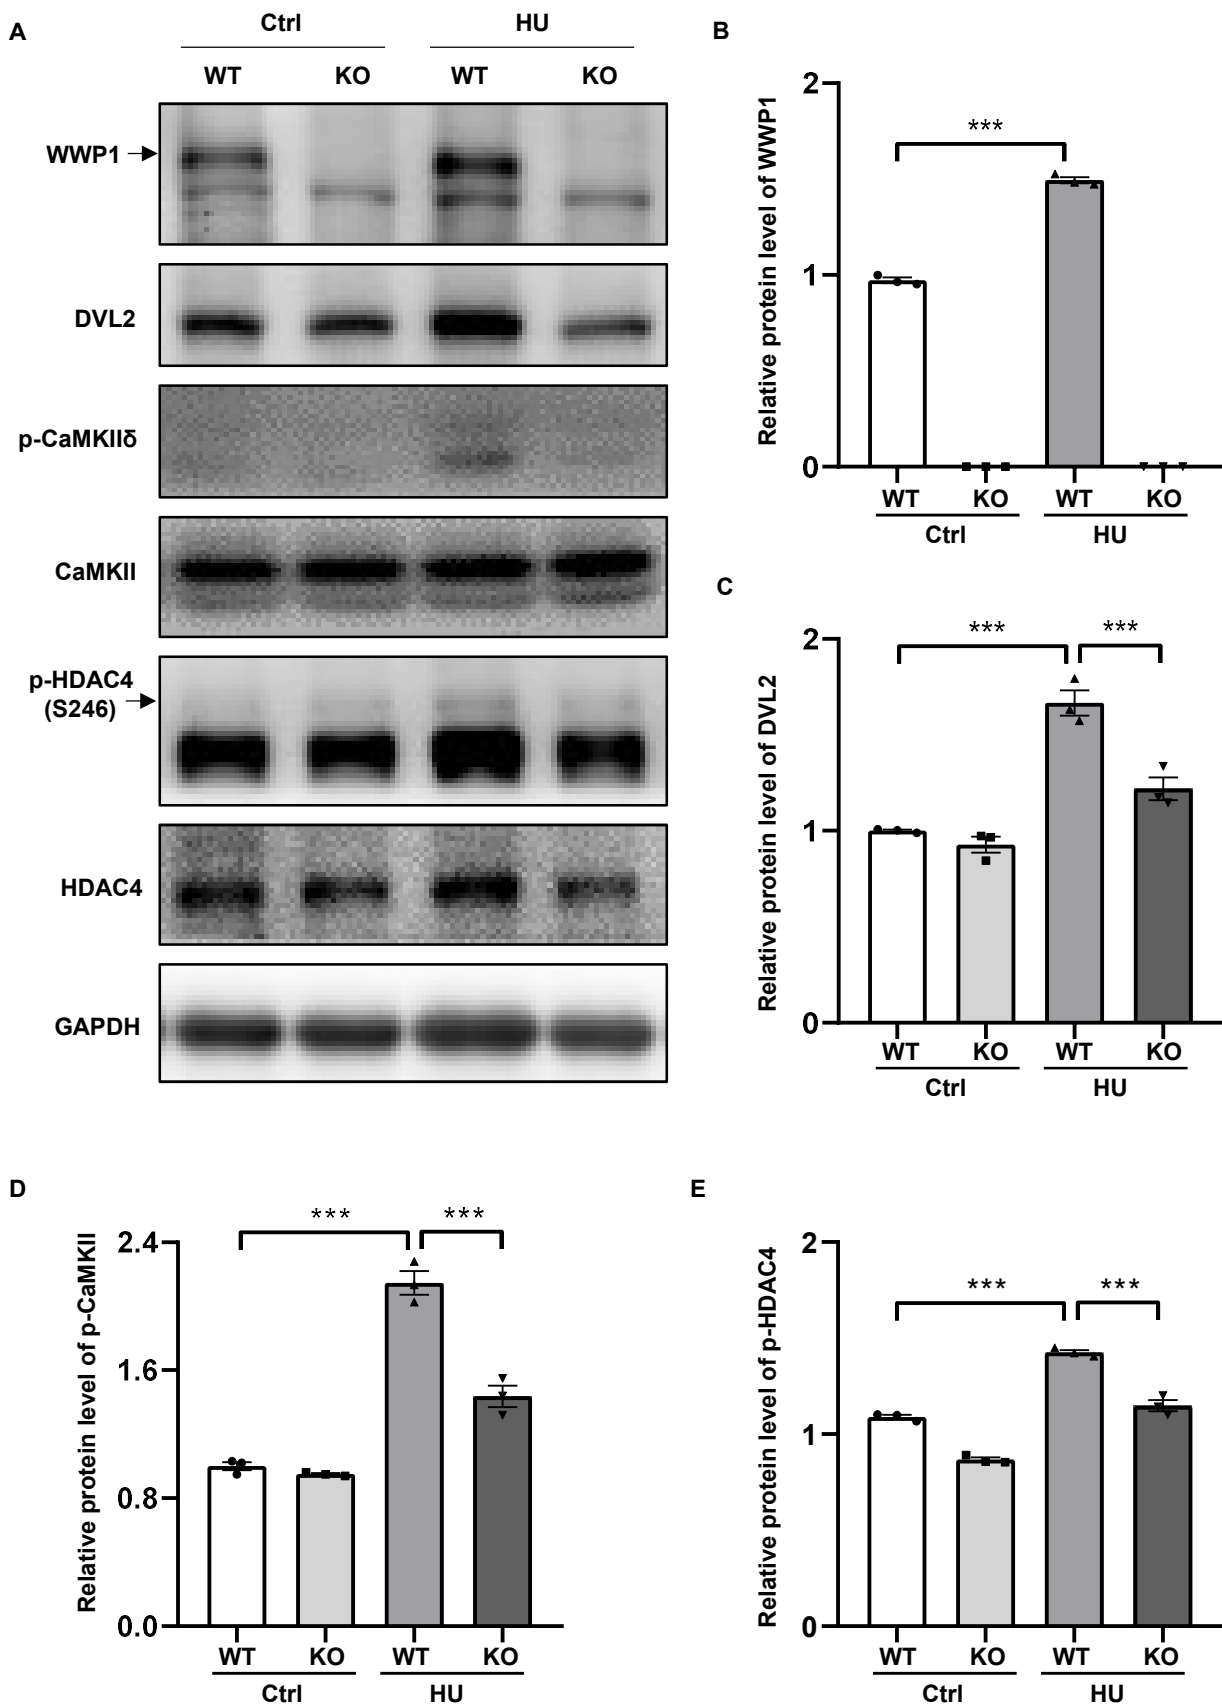 A
Ctrl
HU
WT
KO
WT
KO
WWP1
DVL2
p-CaMKIIδ
CaMKII
p-HDAC4
(S246)
HDAC4
GAPDH
B
Relative protein level of WWP1
2
1
0
***
WT
KO
WT
KO
Ctrl
HU
C
Relative protein level of DVL2
2
1
0
***
***
WT
KO
WT
KO
Ctrl
HU
D
Relative protein level of p-CaMKII
2.4
1.6
0.8
0.0
***
***
WT
KO
WT
KO
Ctrl
HU
E
Relative protein level of p-HDAC4
2
1
0
***
***
WT
KO
WT
KO
Ctrl
HU